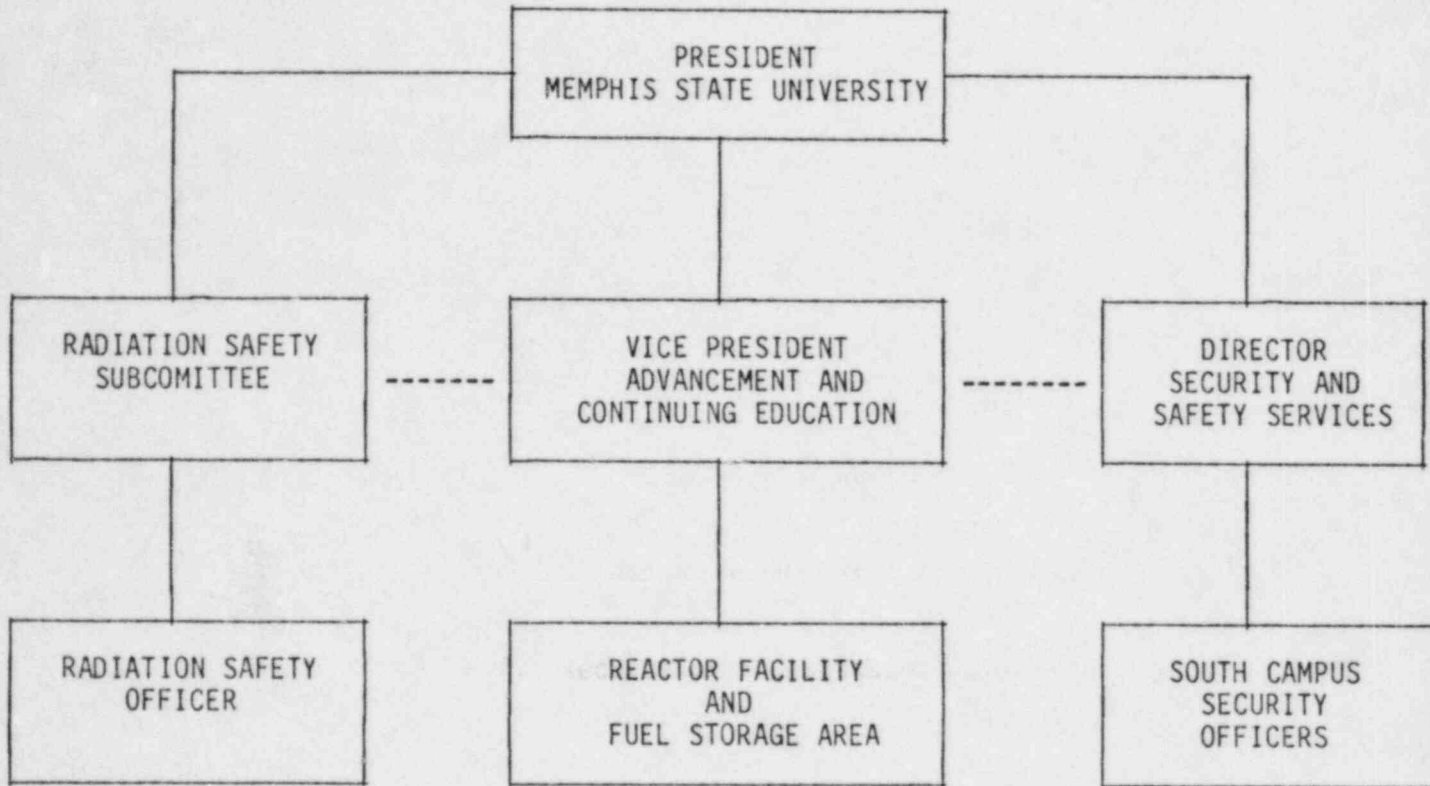 PRESIDENT
MEMPHIS STATE UNIVERSITY
RADIATION SAFETY
SUBCOMITTEE
VICE PRESIDENT
ADVANCEMENT AND
CONTINUING EDUCATION
DIRECTOR
SECURITY AND
SAFETY SERVICES
RADIATION SAFETY
OFFICER
REACTOR FACILITY
AND
FUEL STORAGE AREA
SOUTH CAMPUS
SECURITY
OFFICERS